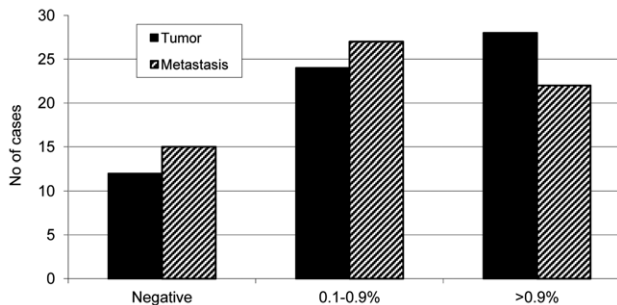 30
25
20
15
10
5
0
No of cases
Tumor
Metastasis
Negative 0.1-0.9% >0.9%